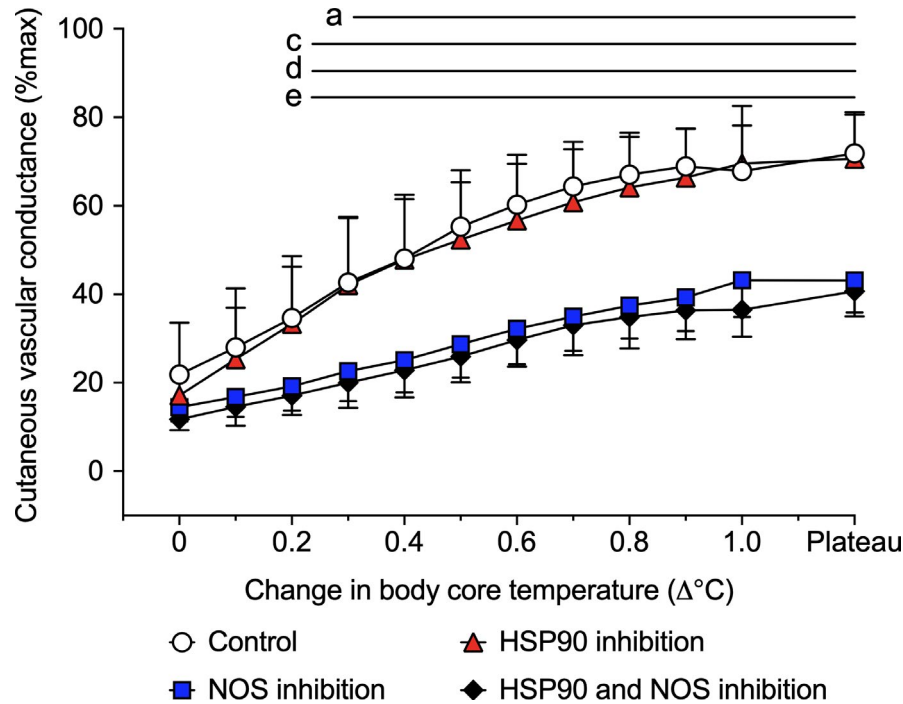 a
c
d
e
100
80
60
40
20
0
Cutaneous vascular conductance (%max)
0 0.2 0.4 0.6 0.8 1.0 Plateau
Change in body core temperature (Δ°C)
Control HSP90 inhibition
NOS inhibition HSP90 and NOS inhibition